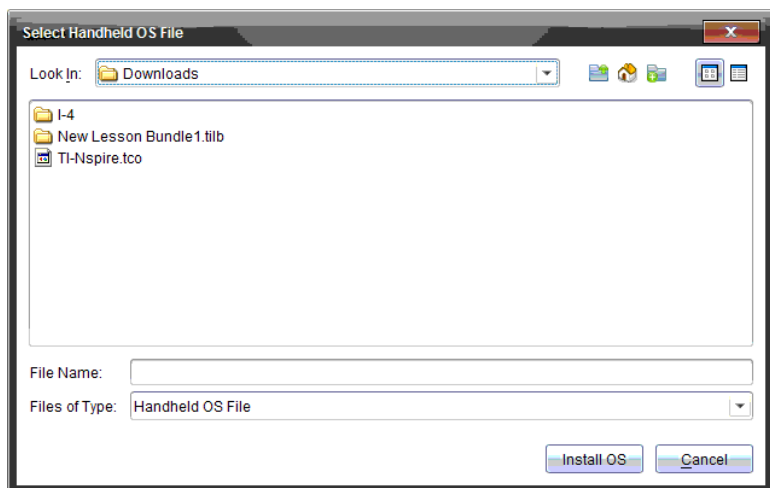 Select Handheld OS File
Look In: Downloads
I-4
New Lesson Bundle1.tilb
TI-Nspire.tco
File Name:
Files of Type: Handheld OS File
Install OS Cancel